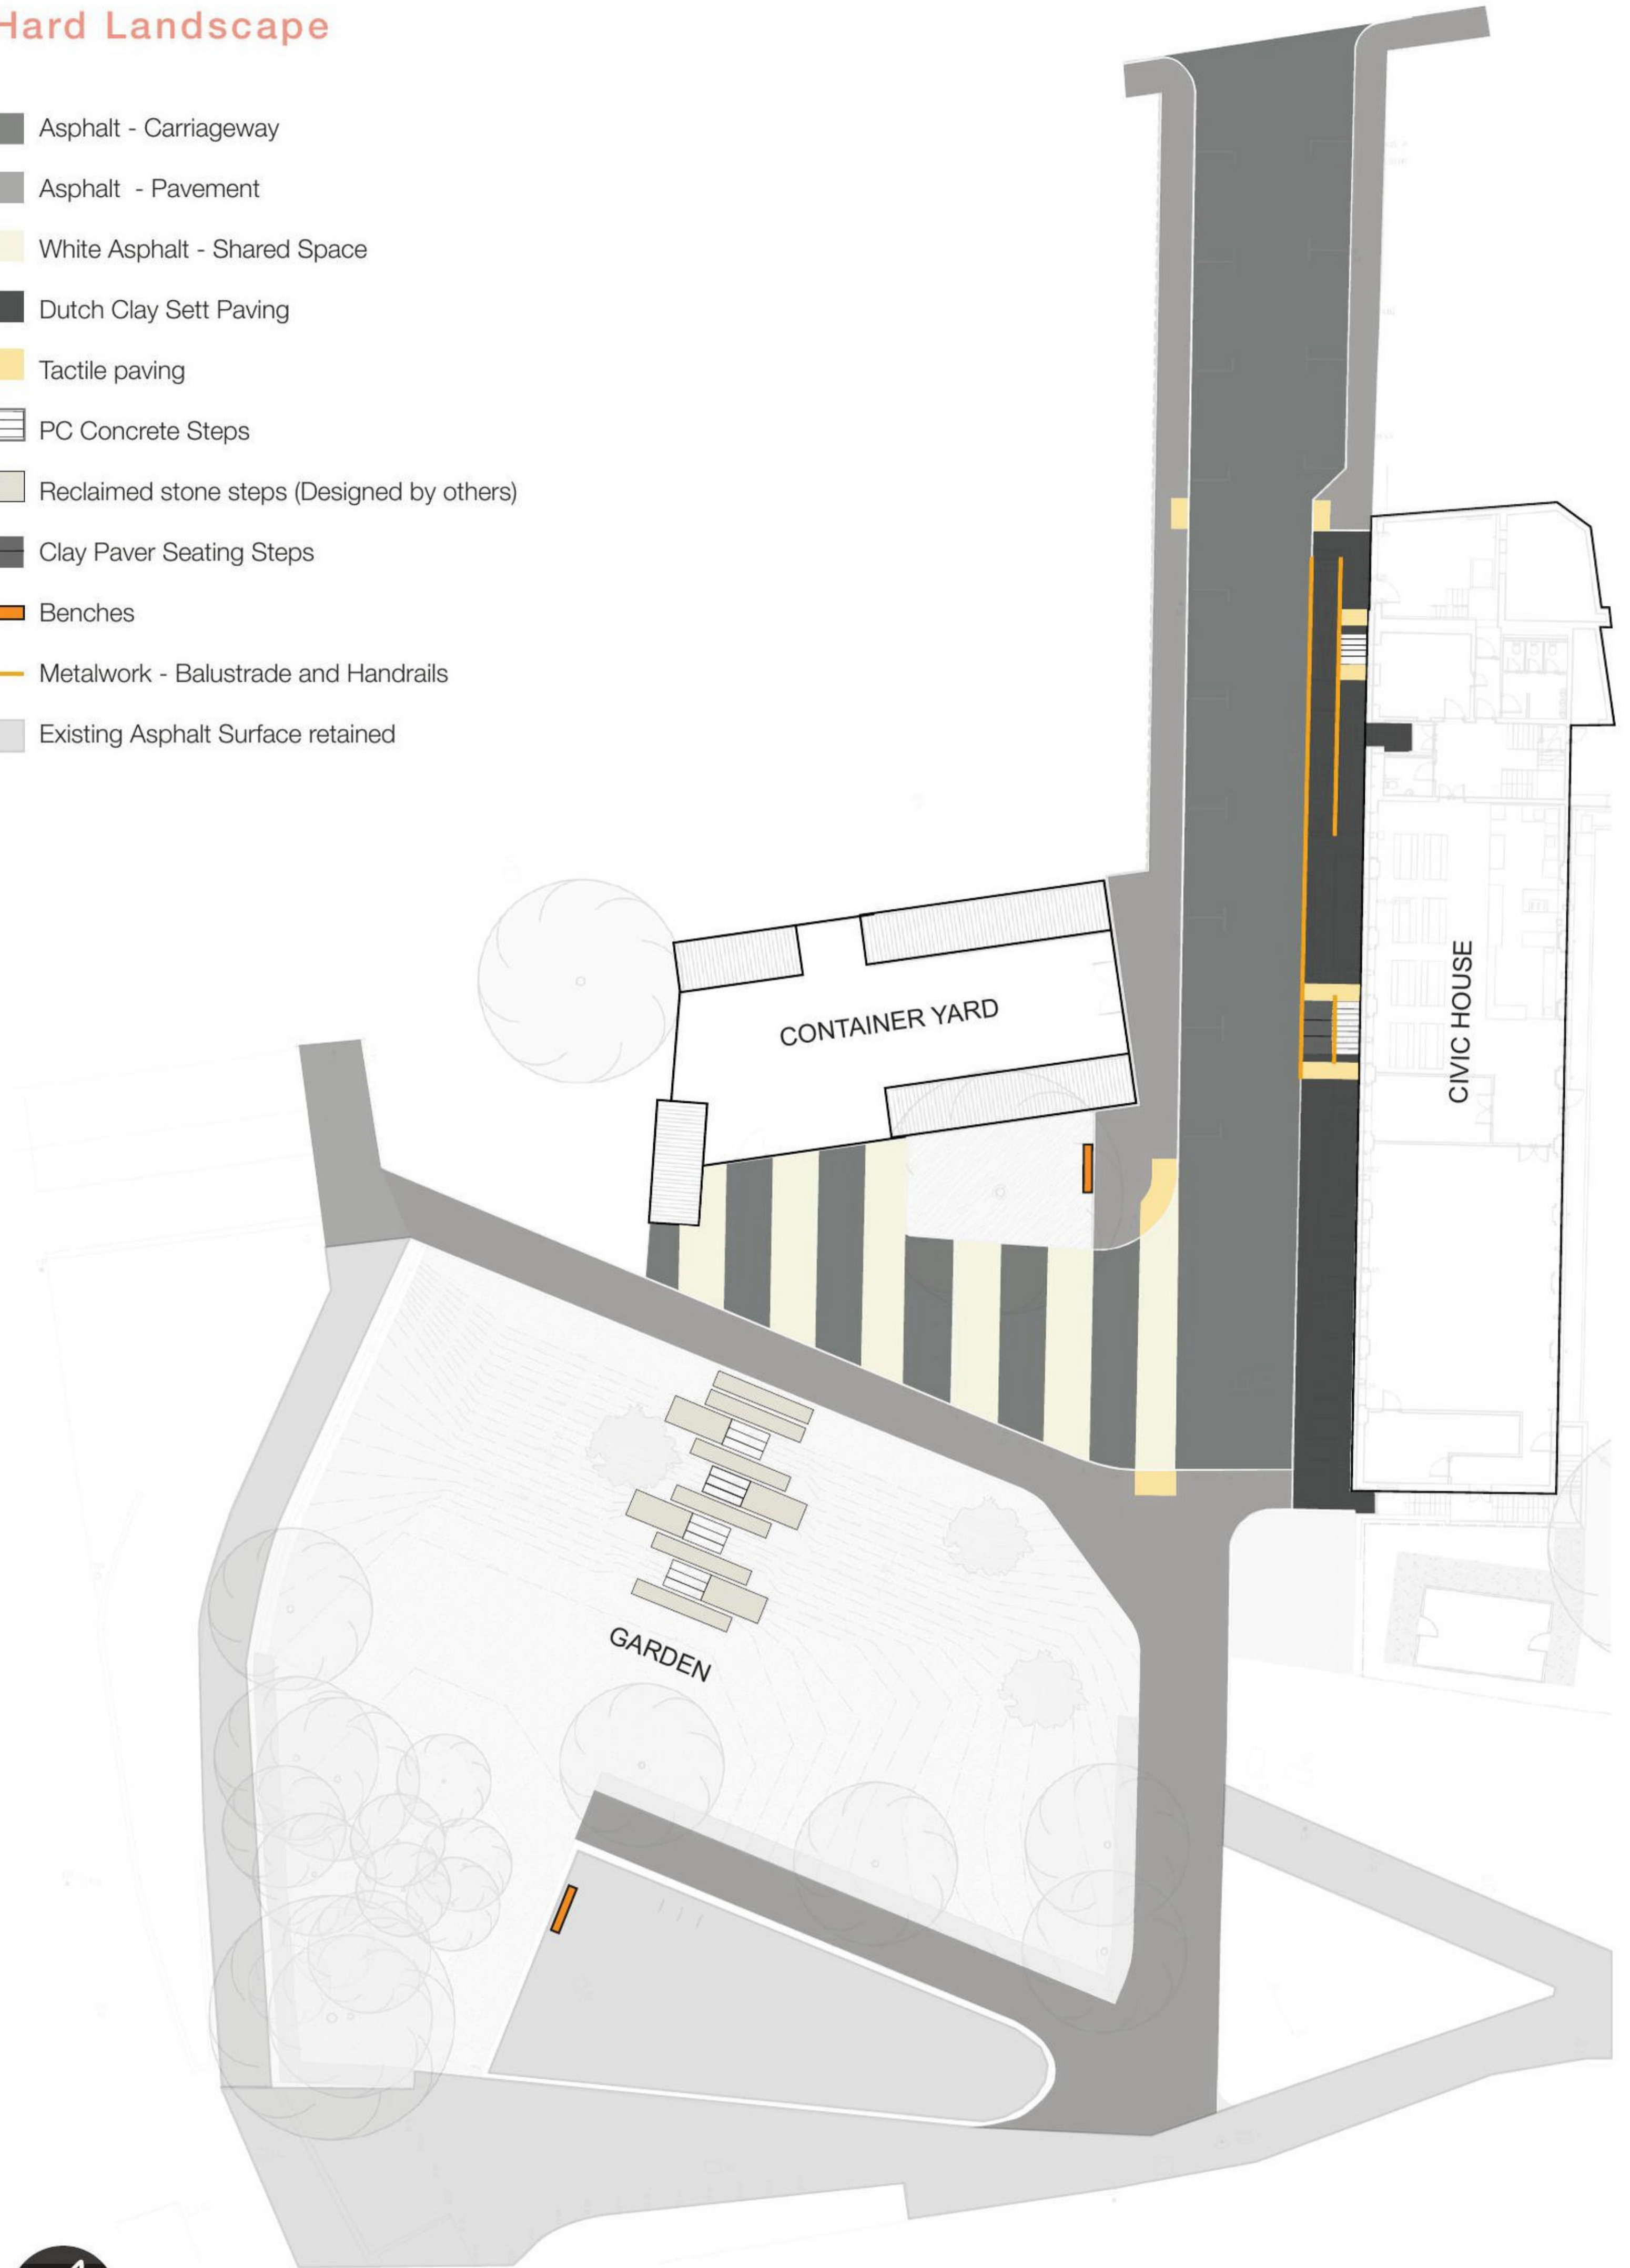 Hard Landscape
Asphalt - Carriageway
Asphalt  - Pavement
White Asphalt - Shared Space
Dutch Clay Sett Paving
Tactile paving
PC Concrete Steps
Reclaimed stone steps (Designed by others)
Clay Paver Seating Steps
Benches
Metalwork - Balustrade and Handrails
Existing Asphalt Surface retained
CONTAINER YARD
CIVIC HOUSE
GARDEN